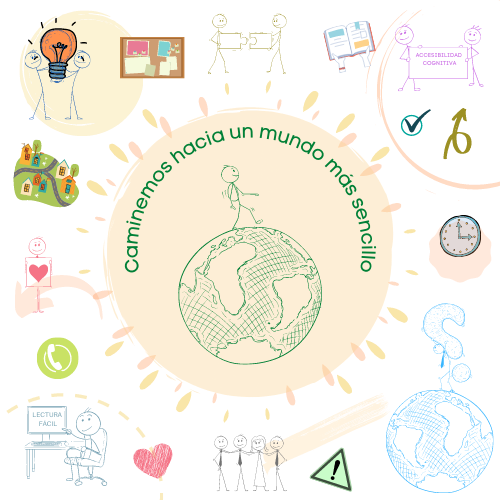 ACCESIBILIDAD
COGNITIVA
Caminemos hacia un mundo más sencillo
LECTURA
FÁCIL